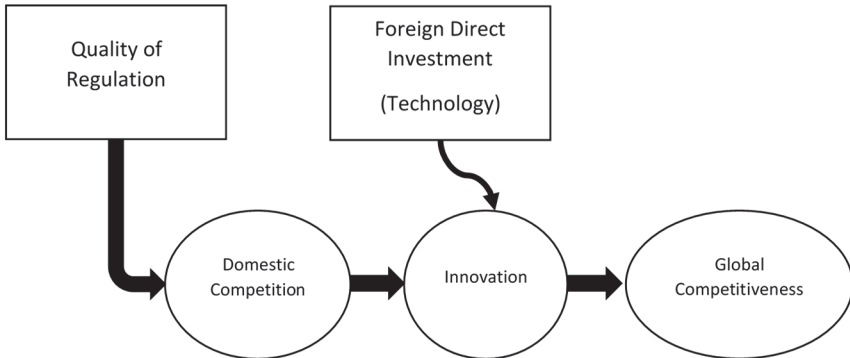 Quality of
Regulation
Foreign Direct
Investment
(Technology)
Domestic
Competition
Innovation
Global
Competitiveness